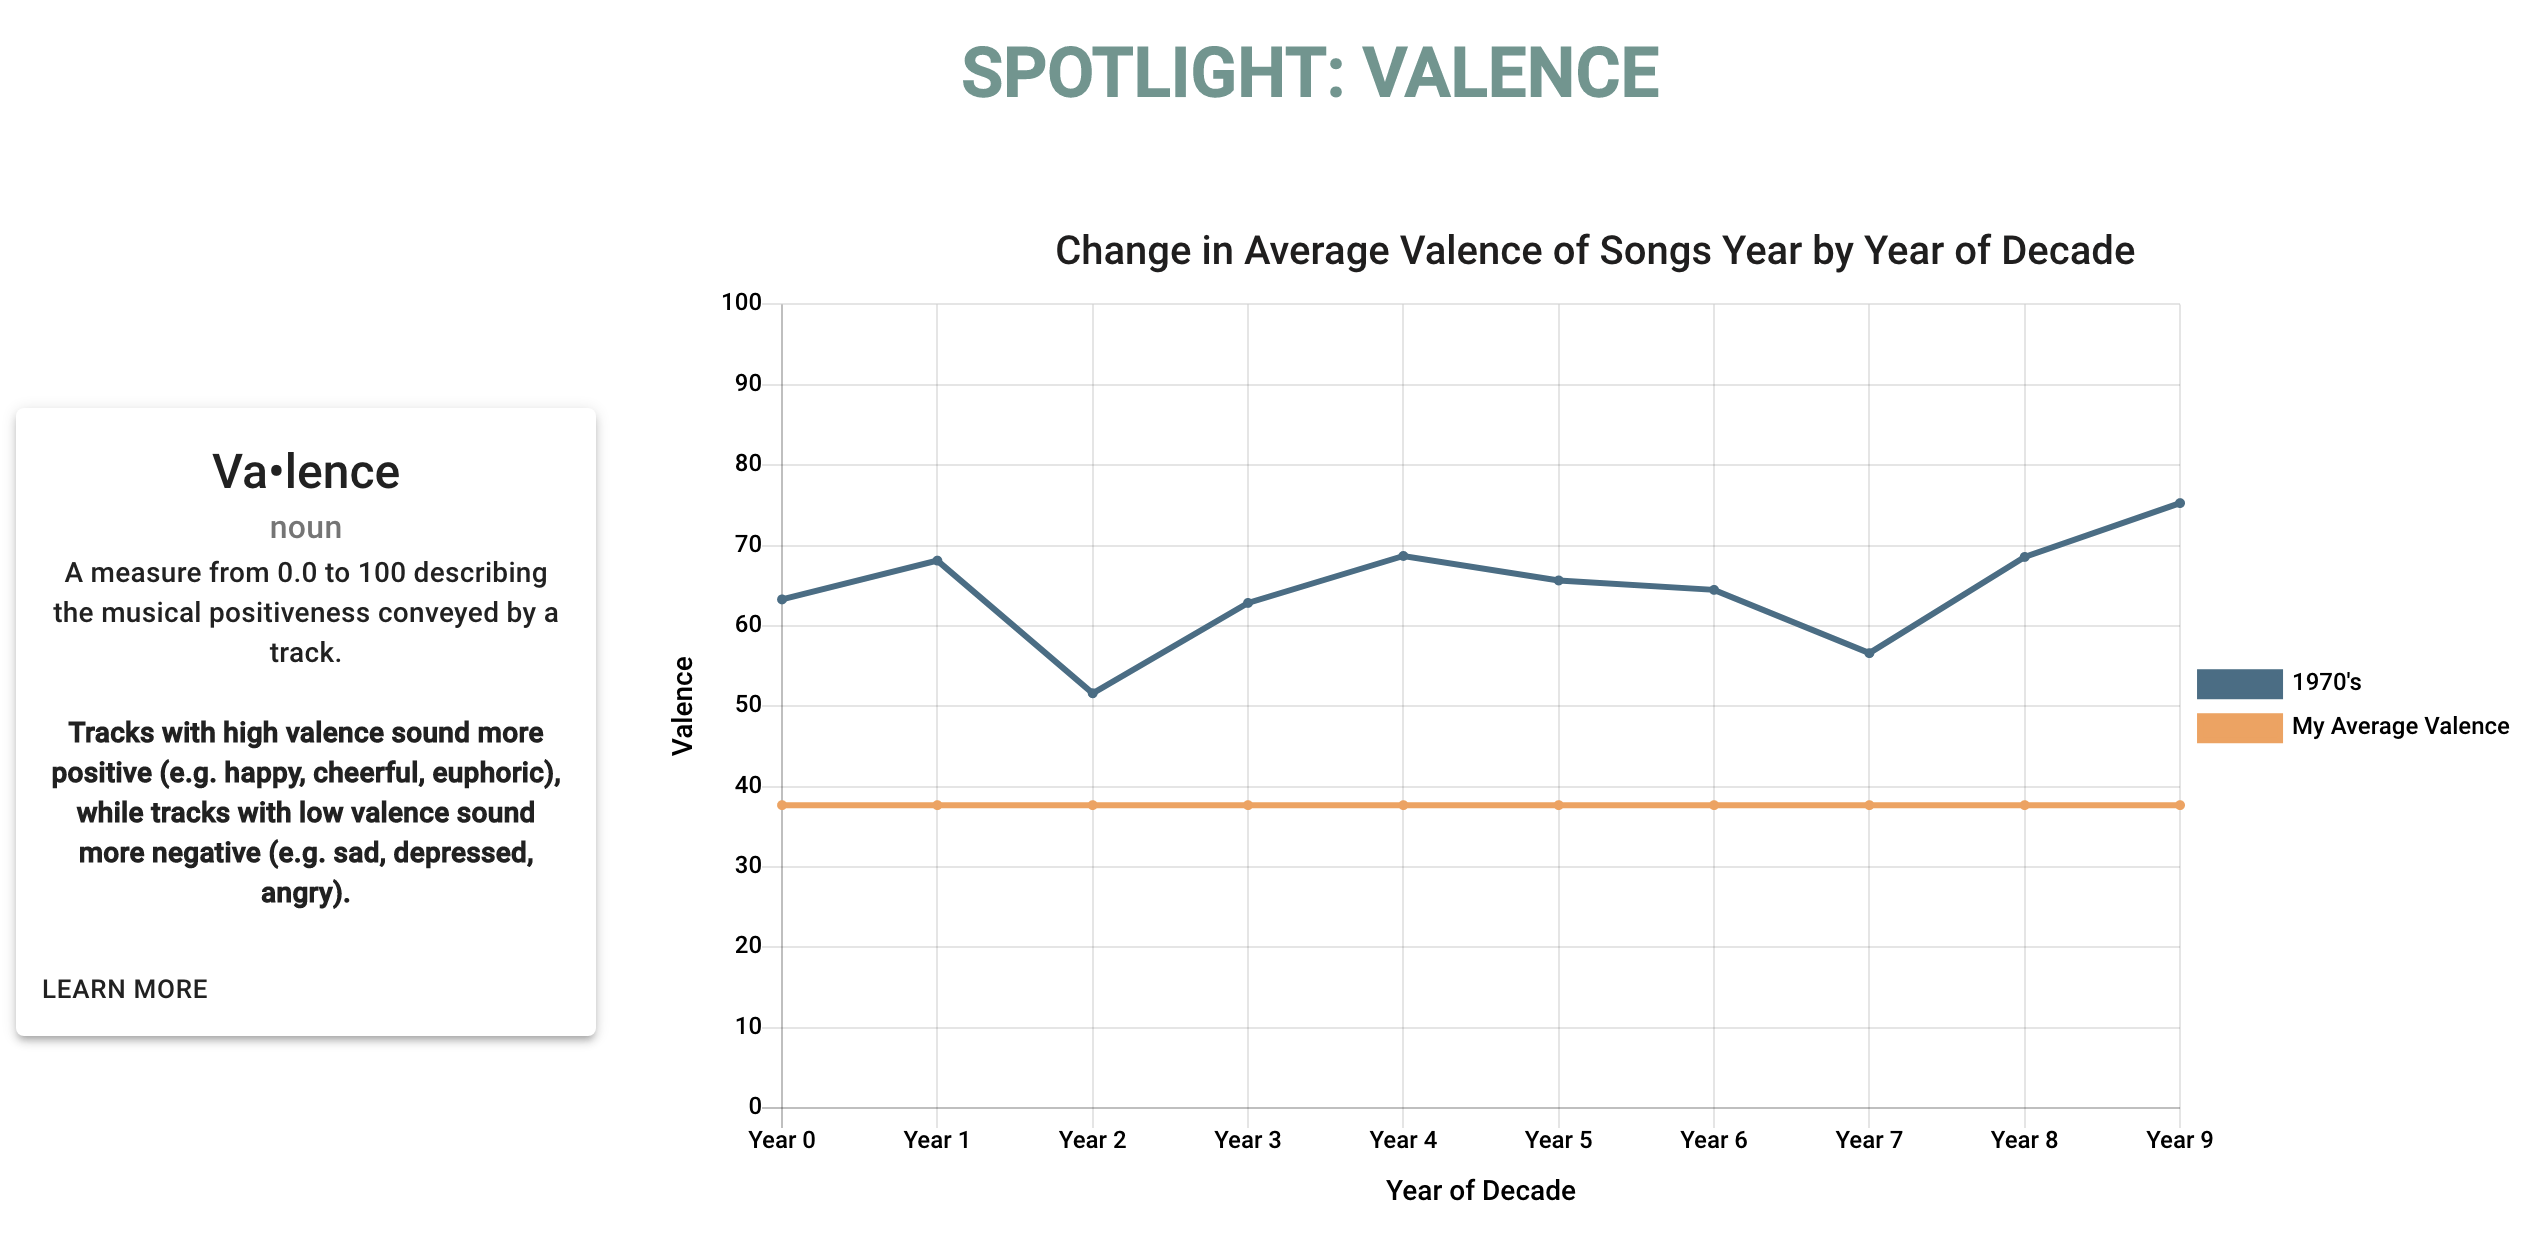 SPOTLIGHT: VALENCE
Va•lence
noun
A measure from 0.0 to 100 describing
the musical positiveness conveyed by a
track.
Tracks with high valence sound more
positive (e.g. happy, cheerful, euphoric),
while tracks with low valence sound
more negative (e.g. sad, depressed,
angry).
LEARN MORE
Change in Average Valence of Songs Year by Year of Decade
Valence
100
90
80
70
60
50
40
30
20
10
0
Year 0 Year 1 Year 2 Year 3 Year 4 Year 5 Year 6 Year 7 Year 8 Year 9
Year of Decade
1970's
My Average Valence